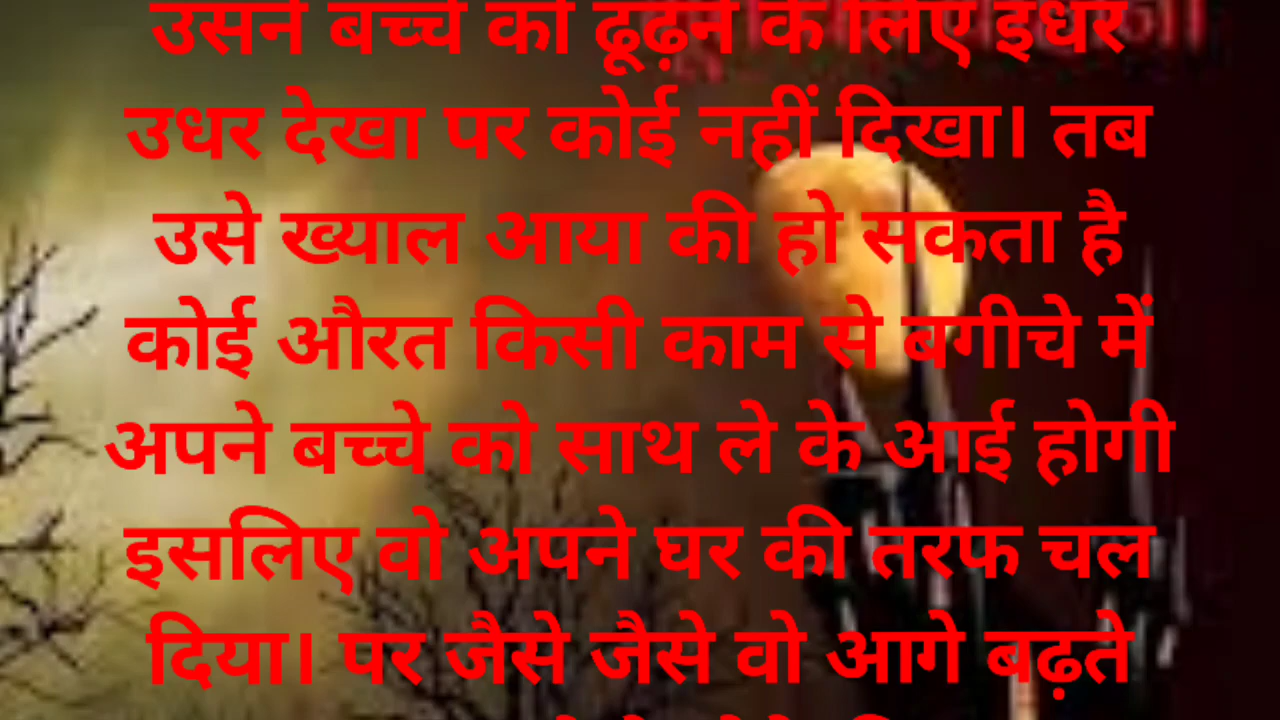 उसने बच्चे को ढूढ़ने के लिए इधर
उधर देखा पर कोई नहीं दिखा। तब
उसे ख्याल आया की हो सकता है
कोई औरत किसी काम से बगीचे में
अपने बच्चे को साथ ले के आई होगी
इसलिए वो अपने घर की तरफ चल
दिया। पर जैसे जैसे वो आगे बढ़ते